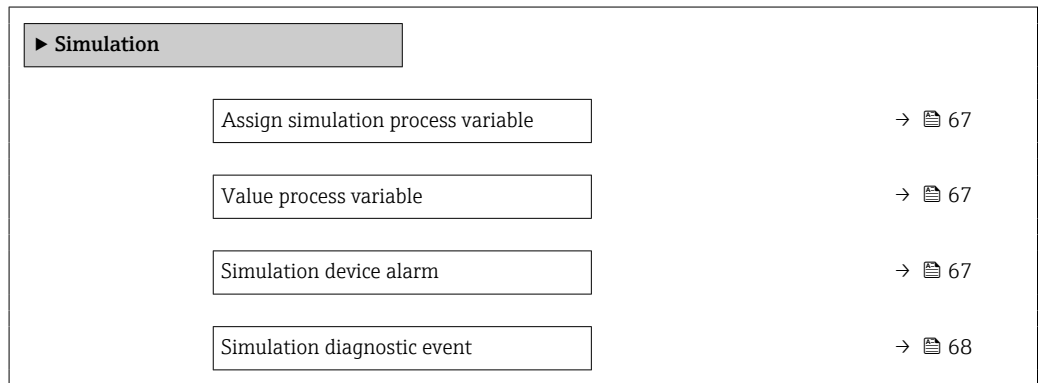 ▶ Simulation
Assign simulation process variable → 67
Value process variable → 67
Simulation device alarm → 67
Simulation diagnostic event → 68